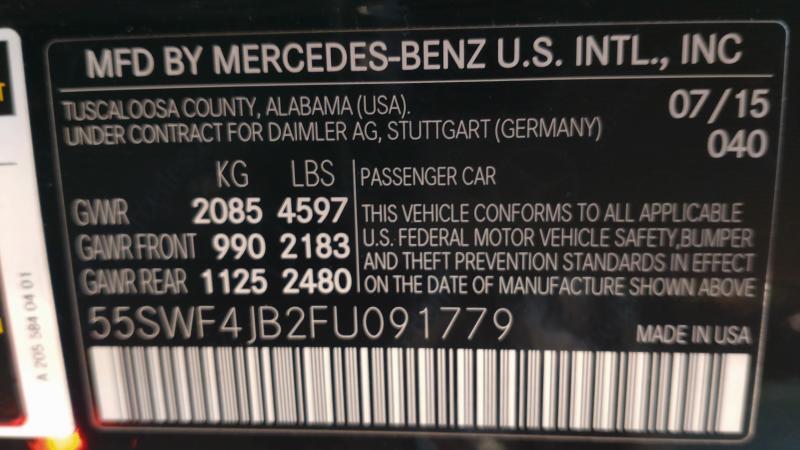 MFD BY MERCEDES-BENZ U.S. INTL., INC
TUSCALOOSA COUNTY, ALABAMA (USA). 07/15
UNDER CONTRACT FOR DAIMLER AG, STUTTGART (GERMANY) 040
KG LBS PASSENGER CAR
GVWR 2085 4597 THIS VEHICLE CONFORMS TO ALL APPLICABLE
GAWR FRONT 990 2183 U.S. FEDERAL MOTOR VEHICLE SAFETY,BUMPER
AND THEFT PREVENTION STANDARDS IN EFFECT
GAWR REAR 1125 2480 ON THE DATE OF MANUFACTURE SHOWN ABOVE
55SWF4JB2FU091779 MADE IN USA
A 205 584 04 01